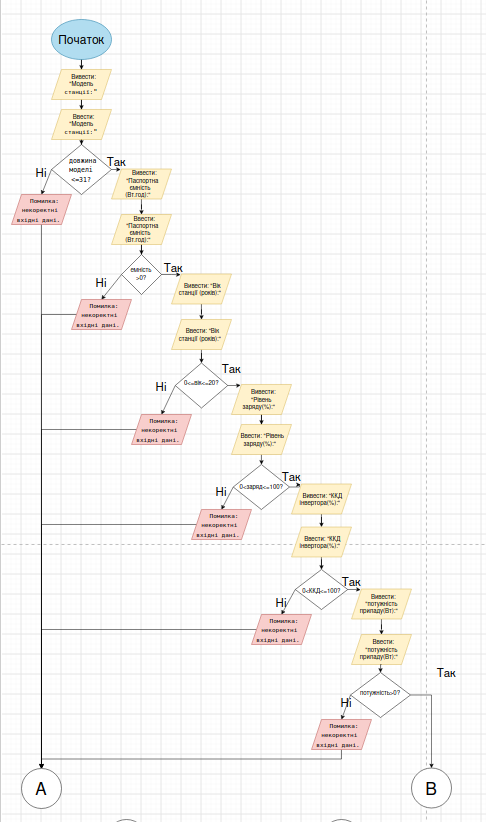 Початок
Вивести:
"Модель
станції:"
Ввести:
"Модель
станції:"
довжина
моделі
<=31?
Ні
Так
Помилка:
некоректні
вхідні дані.
Вивести:
"Паспортна
ємність
(Вт.год):"
Ввести:
"Паспортна
ємність
(Вт.год):"
ємність
>0?
Ні
Так
Помилка:
некоректні
вхідні дані.
Вивести: "Вік
станції (років):"
Ввести: "Вік
станції (років):"
0<=вік<=20?
Ні
Так
Помилка:
некоректні
вхідні дані.
Вивести:
"Рівень
заряду(%):"
Ввести: "Рівень
заряду(%):"
0<заряд<=100?
Ні
Так
Помилка:
некоректні
вхідні дані.
Вивести: "ККД
інвертора(%):"
Ввести: "ККД
інвертора(%):"
0<ККД<=100?
Ні
Так
Помилка:
некоректні
вхідні дані.
Вивести:
"потужність
приладу(Вт):"
Ввести:
"потужність
приладу(Вт):"
потужність>0?
Ні
Так
Помилка:
некоректні
вхідні дані.
A
B